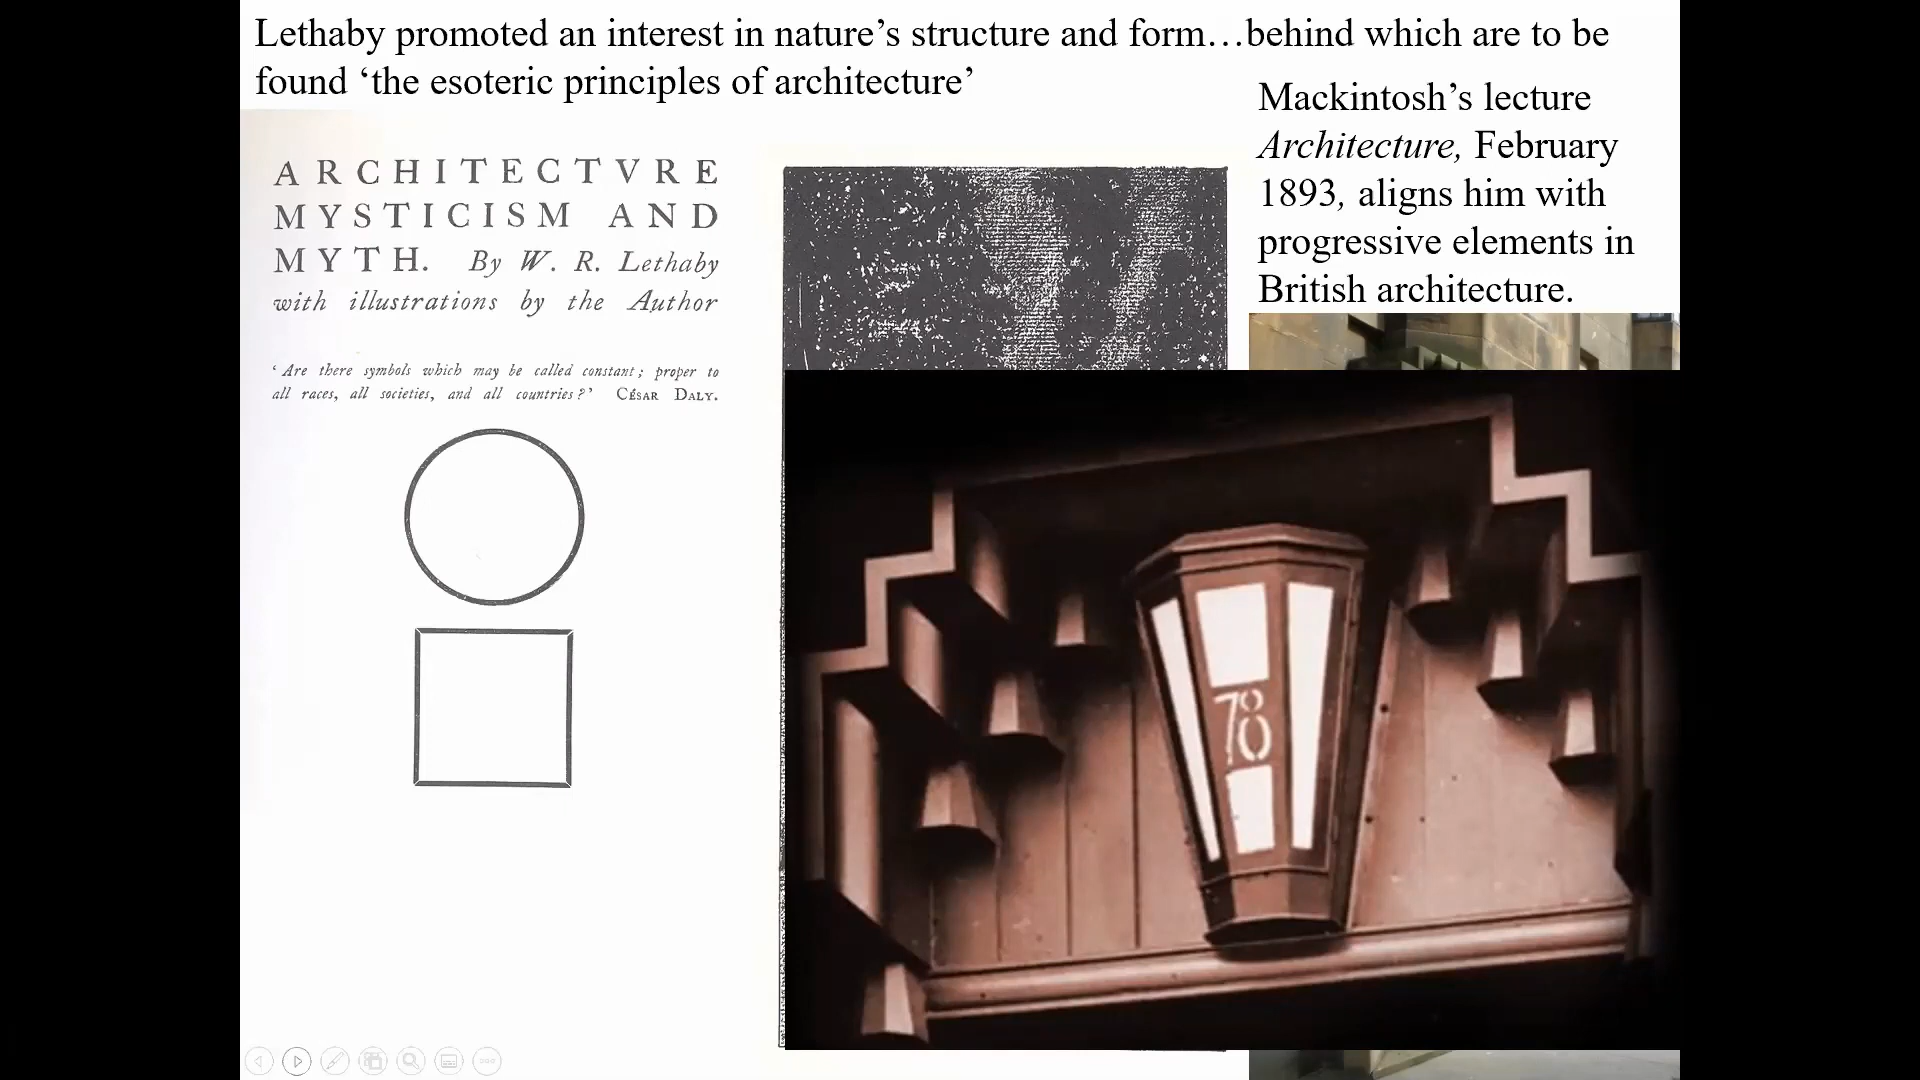 Lethaby promoted an interest in nature’s structure and form…behind which are to be
found ‘the esoteric principles of architecture’
Mackintosh’s lecture
Architecture, February
1893, aligns him with
progressive elements in
British architecture.
ARCHITECTVRE
MYSTICISM AND
MYTH. By W. R. Lethaby
with illustrations by the Author
‘Are there symbols which may be called constant; proper to
all races, all societies, and all countries?’ CÉSAR DALY.
78